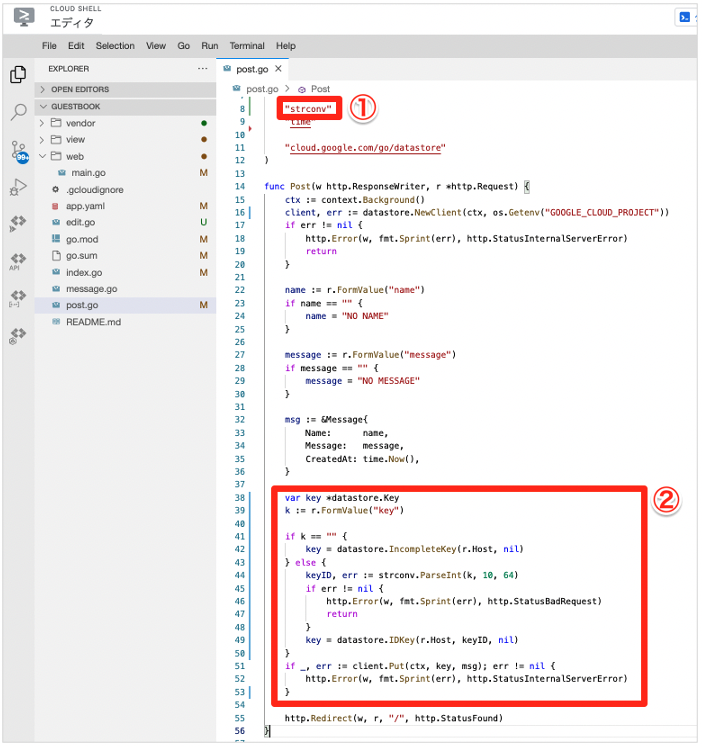 CLOUD SHELL
エディタ
File Edit Selection View Go Run Terminal Help
EXPLORER ...
post.go
post.go > Post
OPEN EDITORS
GUESTBOOK
vendor
view
web
main.go M
.gcloudignore
app.yaml M
edit.go U
go.mod M
go.sum M
index.go M
message.go
post.go M
README.md
99+
API
8 "strconv" ①
9 "time"
10
11 "cloud.google.com/go/datastore"
12 )
13
14 func Post(w http.ResponseWriter, r *http.Request) {
15 ctx := context.Background()
16 client, err := datastore.NewClient(ctx, os.Getenv("GOOGLE_CLOUD_PROJECT"))
17 if err != nil {
18 http.Error(w, fmt.Sprint(err), http.StatusInternalServerError)
19 return
20 }
21
22 name := r.FormValue("name")
23 if name == "" {
24 name = "NO NAME"
25 }
26
27 message := r.FormValue("message")
28 if message == "" {
29 message = "NO MESSAGE"
30 }
31
32 msg := &Message{
33 Name: name,
34 Message: message,
35 CreatedAt: time.Now(),
36 }
37
38 var key *datastore.Key ②
39 k := r.FormValue("key")
40
41 if k == "" {
42 key = datastore.IncompleteKey(r.Host, nil)
43 } else {
44 keyID, err := strconv.ParseInt(k, 10, 64)
45 if err != nil {
46 http.Error(w, fmt.Sprint(err), http.StatusBadRequest)
47 return
48 }
49 key = datastore.IDKey(r.Host, keyID, nil)
50 }
51 if _, err := client.Put(ctx, key, msg); err != nil {
52 http.Error(w, fmt.Sprint(err), http.StatusInternalServerError)
53 }
54
55 http.Redirect(w, r, "/", http.StatusFound)
56 }